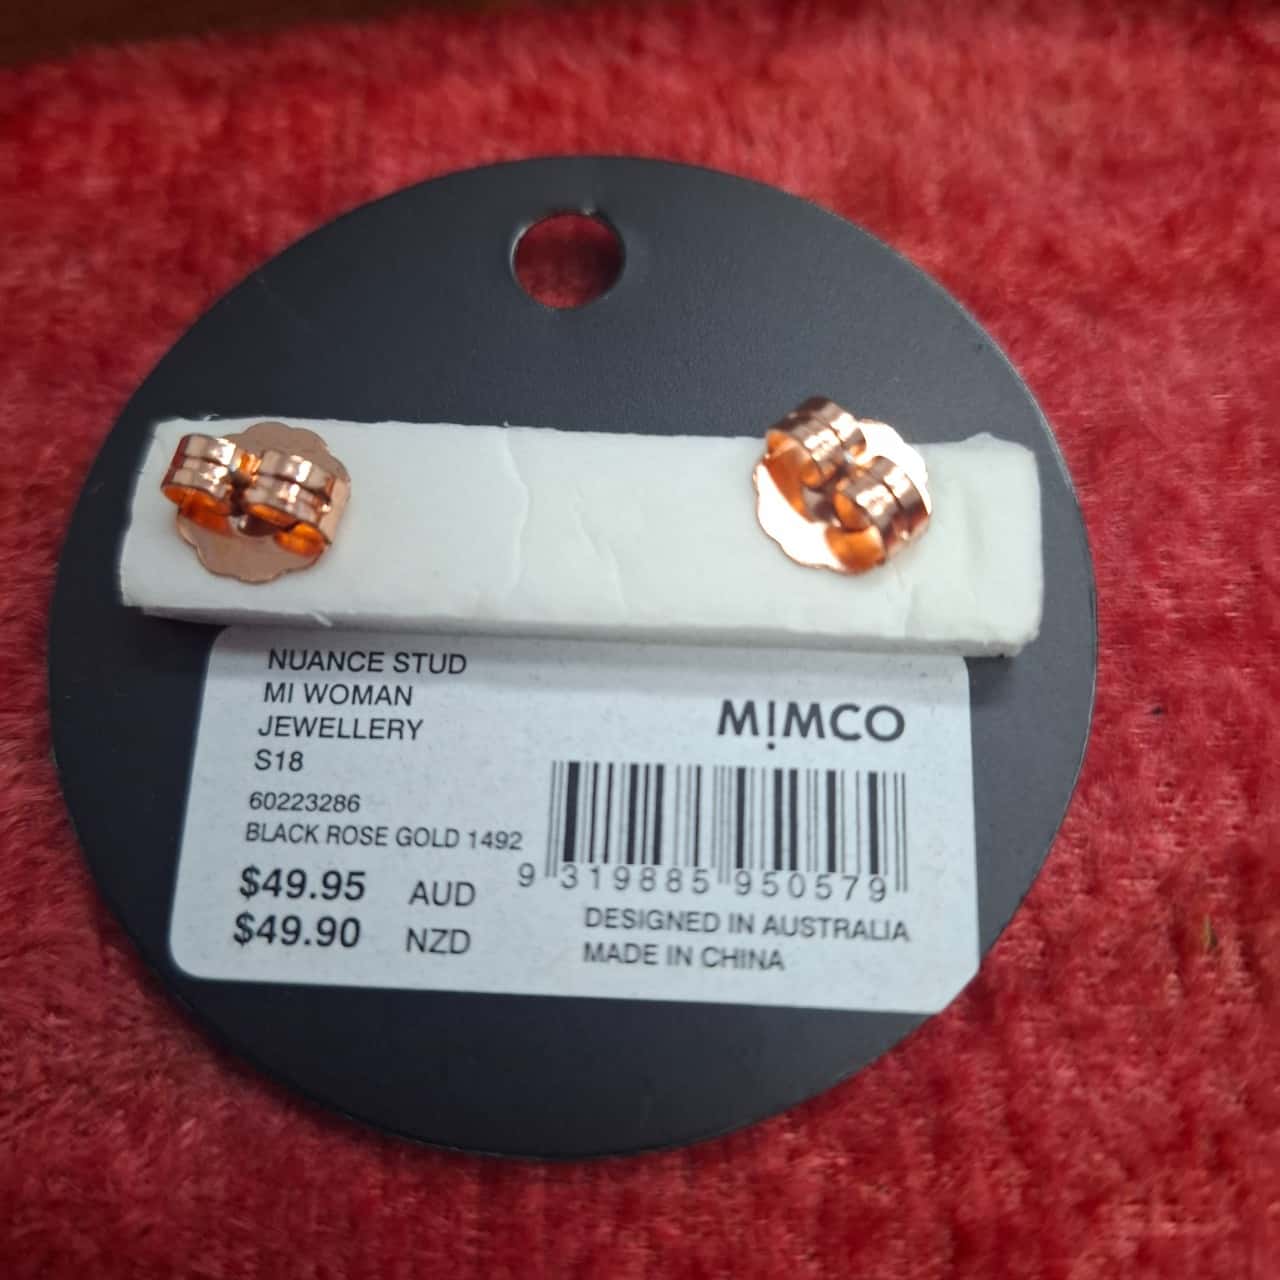 NUANCE STUD
MI WOMAN
JEWELLERY
S18
60223286
BLACK ROSE GOLD 1492
$49.95 AUD
$49.90 NZD
MIMCO
9 319885 950579
DESIGNED IN AUSTRALIA
MADE IN CHINA